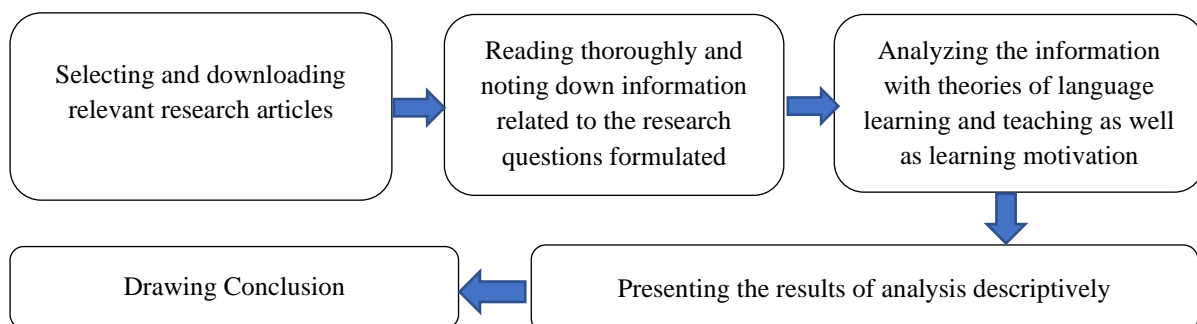 Selecting and downloading
relevant research articles
Reading thoroughly and
noting down information
related to the research
questions formulated
Analyzing the information
with theories of language
learning and teaching as well
as learning motivation
Presenting the results of analysis descriptively
Drawing Conclusion